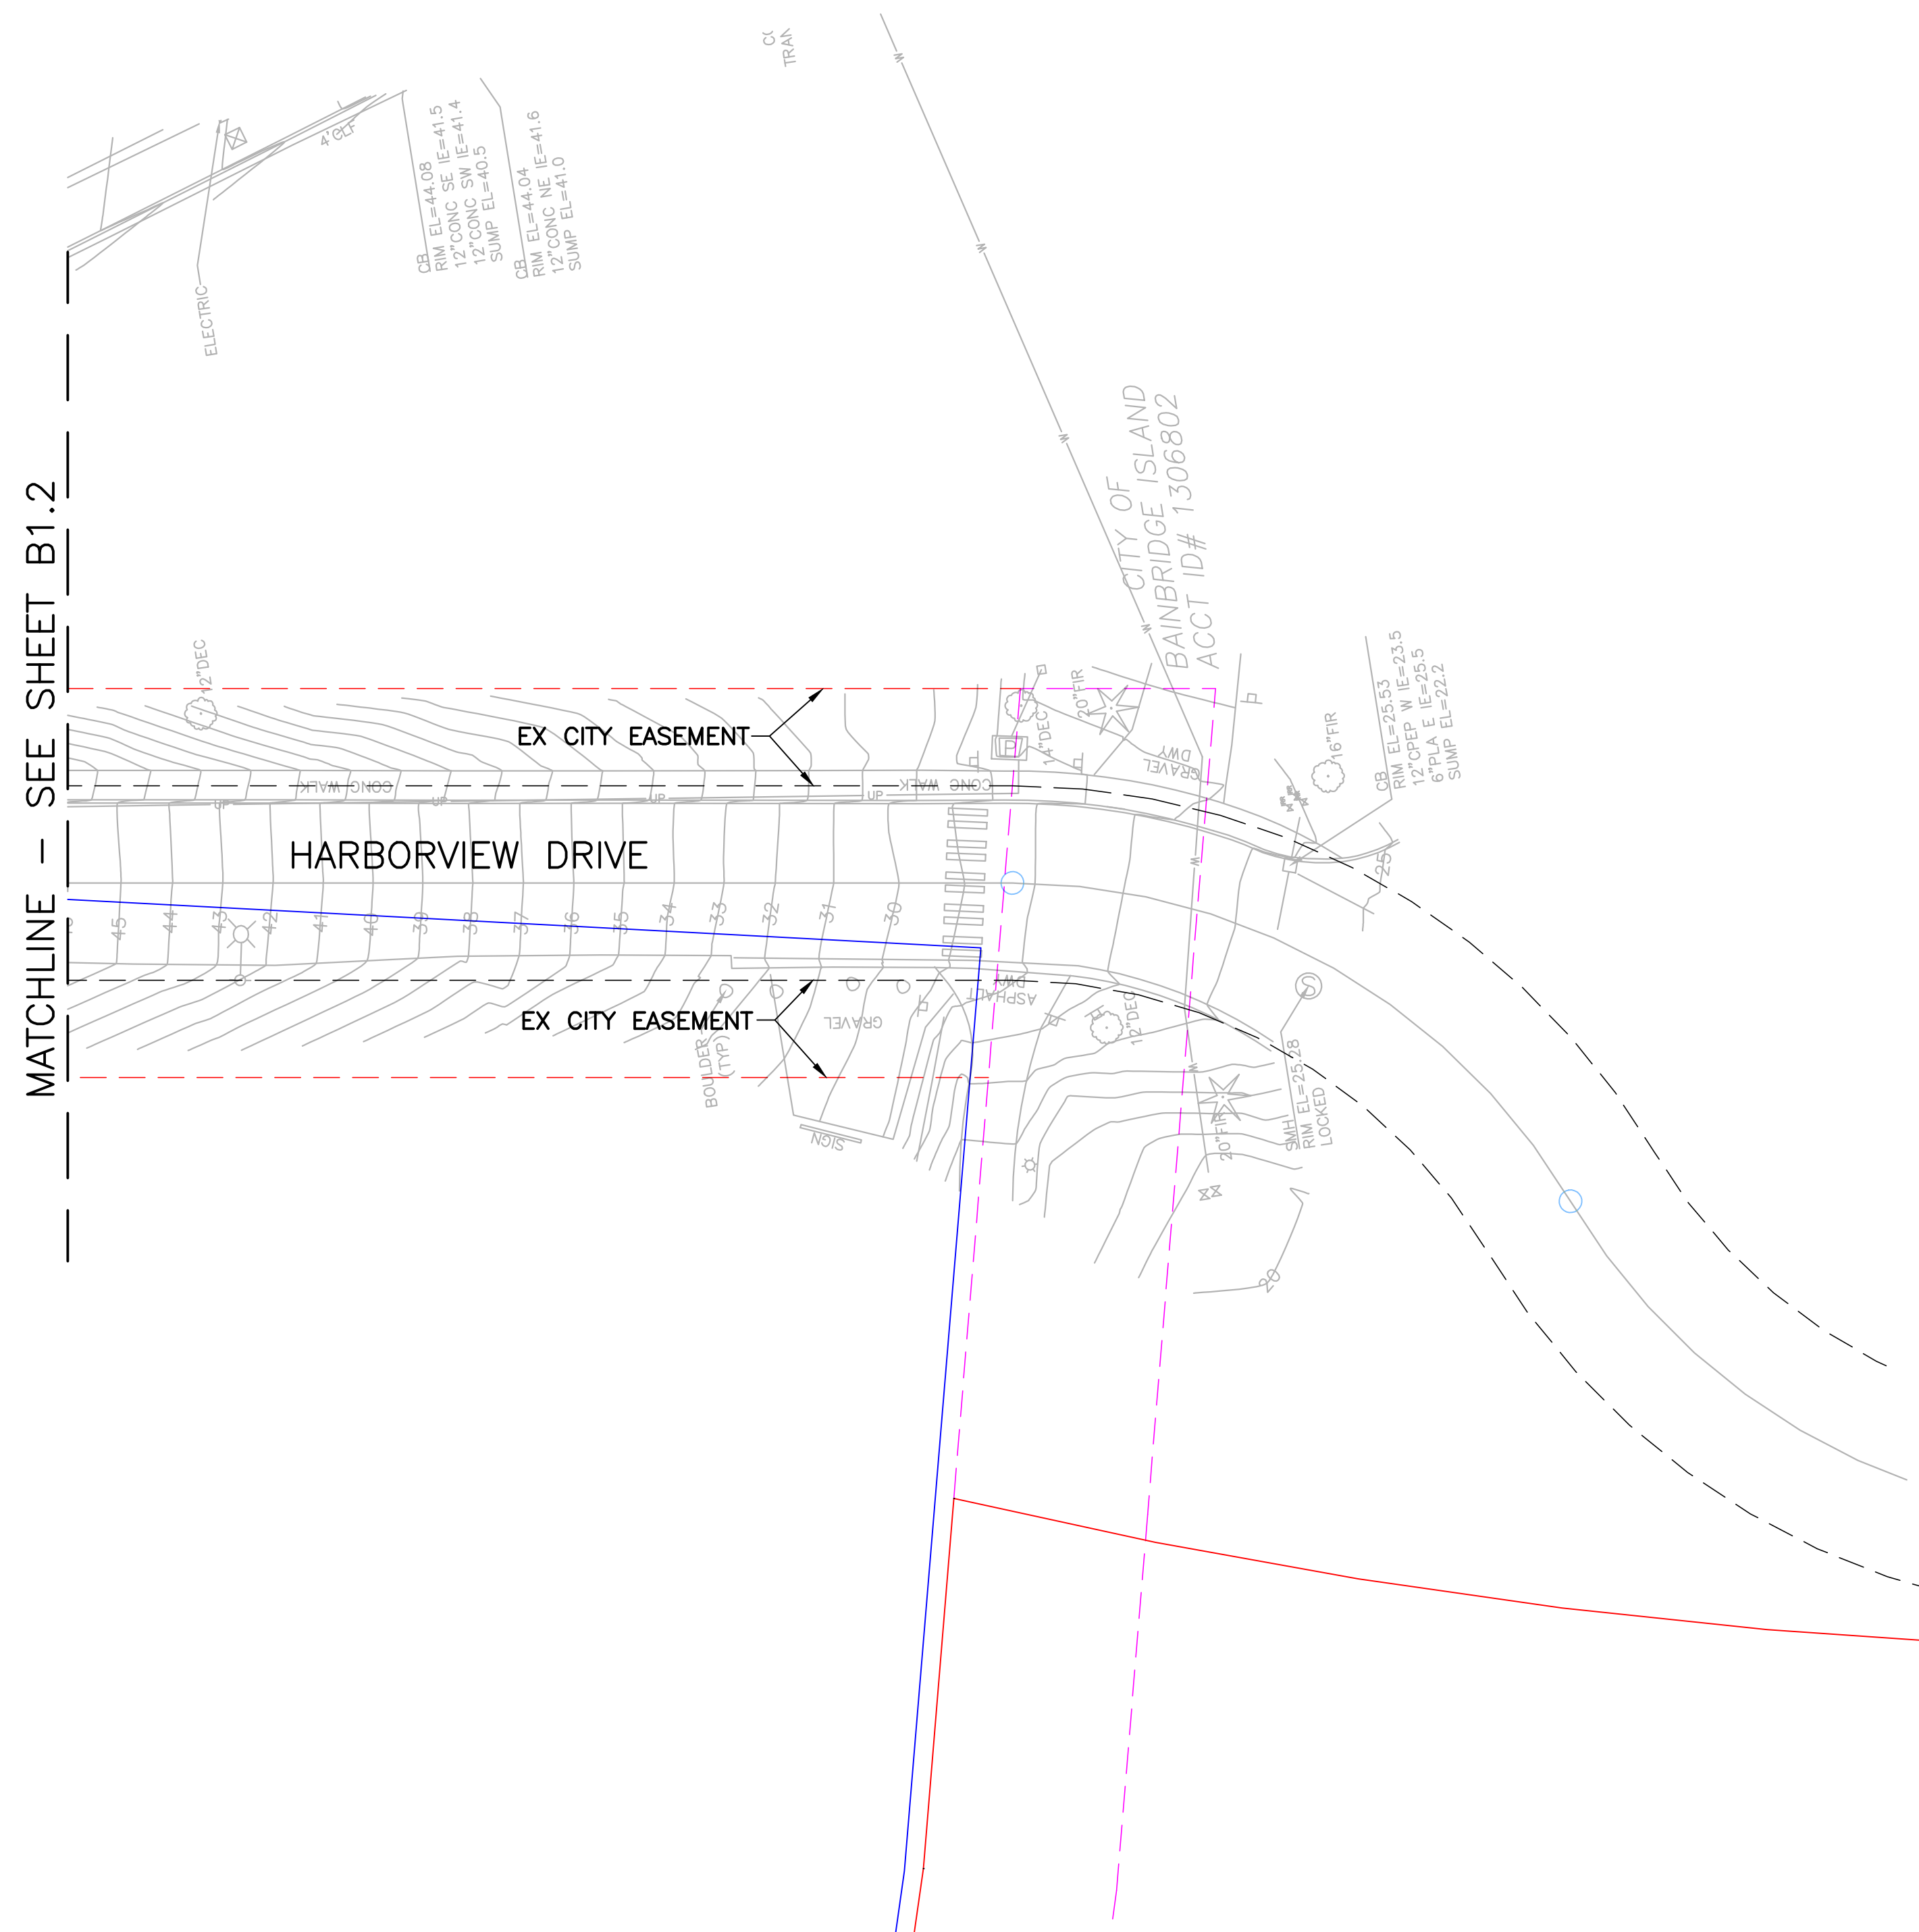 TRAN
4'CLF
CB
RIM EL=44.08
12"CONC SE IE=41.5
12"CONC SW IE=41.4
SUMP EL=40.5
CB
RIM EL=44.04
12"CONC NE IE=41.6
SUMP EL=41.0
ELECTRIC
W
W
W
W
CITY OF
BAINBRIDGE ISLAND
ACCT ID# 1306802
MATCHLINE - SEE SHEET B1.2
12"DEC
EX CITY EASEMENT
14"DEC
20"FIR
P
GRAVEL
DWY
16"FIR
CB
RIM EL=25.53
12"CPEP W IE=23.5
6"PLA E IE=25.5
SUMP EL=22.2
CONC WALK
CONC WALK
UP
UP
UP
UP
HARBORVIEW DRIVE
W
25
45
44
43
42
41
40
39
38
37
36
35
34
33
32
31
30
ASPHALT
DWY
S
EX CITY EASEMENT
BOULDER
(TYP)
GRAVEL
12"DEC
W
SIGN
20"FIR
SMH
RIM EL=25.28
LOCKED
20